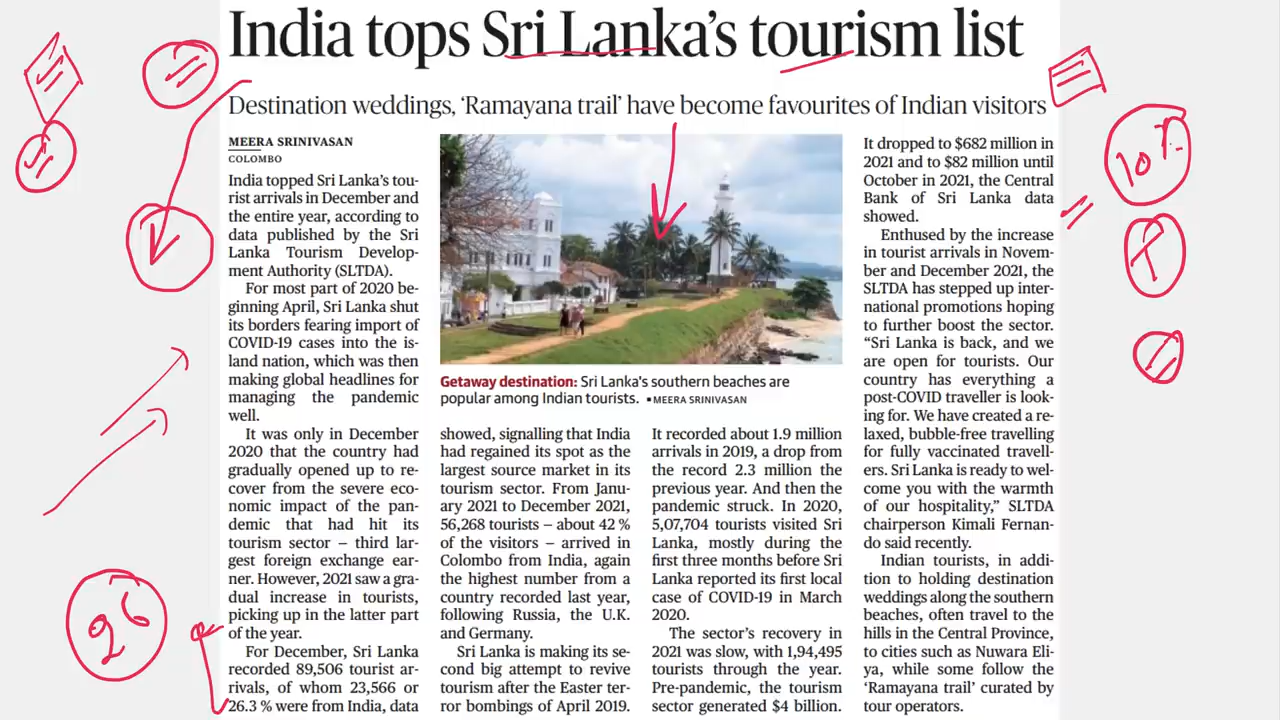 India tops Sri Lanka's tourism list
Destination weddings, 'Ramayana trail' have become favourites of Indian visitors
MEERA SRINIVASAN
COLOMBO
India topped Sri Lanka's tou-
rist arrivals in December and
the entire year, according to
data published by the Sri
Lanka Tourism Develop-
ment Authority (SLTDA).
For most part of 2020 be-
ginning April, Sri Lanka shut
its borders fearing import of
COVID-19 cases into the is-
land nation, which was then
making global headlines for
managing the pandemic
well.
It was only in December
2020 that the country had
gradually opened up to re-
cover from the severe eco-
nomic impact of the pan-
demic that had hit its
tourism sector – third lar-
gest foreign exchange ear-
ner. However, 2021 saw a gra-
dual increase in tourists,
picking up in the latter part
of the year.
For December, Sri Lanka
recorded 89,506 tourist ar-
rivals, of whom 23,566 or
26.3 % were from India, data
Getaway destination: Sri Lanka's southern beaches are
popular among Indian tourists. ▪ MEERA SRINIVASAN
showed, signalling that India
had regained its spot as the
largest source market in its
tourism sector. From Janu-
ary 2021 to December 2021,
56,268 tourists – about 42 %
of the visitors – arrived in
Colombo from India, again
the highest number from a
country recorded last year,
following Russia, the U.K.
and Germany.
Sri Lanka is making its se-
cond big attempt to revive
tourism after the Easter ter-
ror bombings of April 2019.
It recorded about 1.9 million
arrivals in 2019, a drop from
the record 2.3 million the
previous year. And then the
pandemic struck. In 2020,
5,07,704 tourists visited Sri
Lanka, mostly during the
first three months before Sri
Lanka reported its first local
case of COVID-19 in March
2020.
The sector's recovery in
2021 was slow, with 1,94,495
tourists through the year.
Pre-pandemic, the tourism
sector generated $4 billion.
It dropped to $682 million in
2021 and to $82 million until
October in 2021, the Central
Bank of Sri Lanka data
showed.
Enthused by the increase
in tourist arrivals in Novem-
ber and December 2021, the
SLTDA has stepped up inter-
national promotions hoping
to further boost the sector.
“Sri Lanka is back, and we
are open for tourists. Our
country has everything a
post-COVID traveller is look-
ing for. We have created a re-
laxed, bubble-free travelling
for fully vaccinated travell-
ers. Sri Lanka is ready to wel-
come you with the warmth
of our hospitality,” SLTDA
chairperson Kimali Fernan-
do said recently.
Indian tourists, in addi-
tion to holding destination
weddings along the southern
beaches, often travel to the
hills in the Central Province,
to cities such as Nuwara Eli-
ya, while some follow the
'Ramayana trail' curated by
tour operators.
10%
26